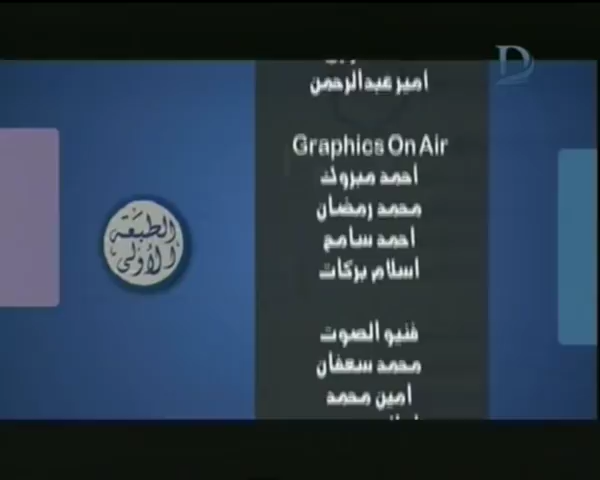 D
امير عبدالرحمن
Graphics On Air
احمد مبروك
محمد رمضان
احمد سامح
اسلام بركات
الطبعة
الأولى
فنيو الصوت
محمد سعفان
امين محمد